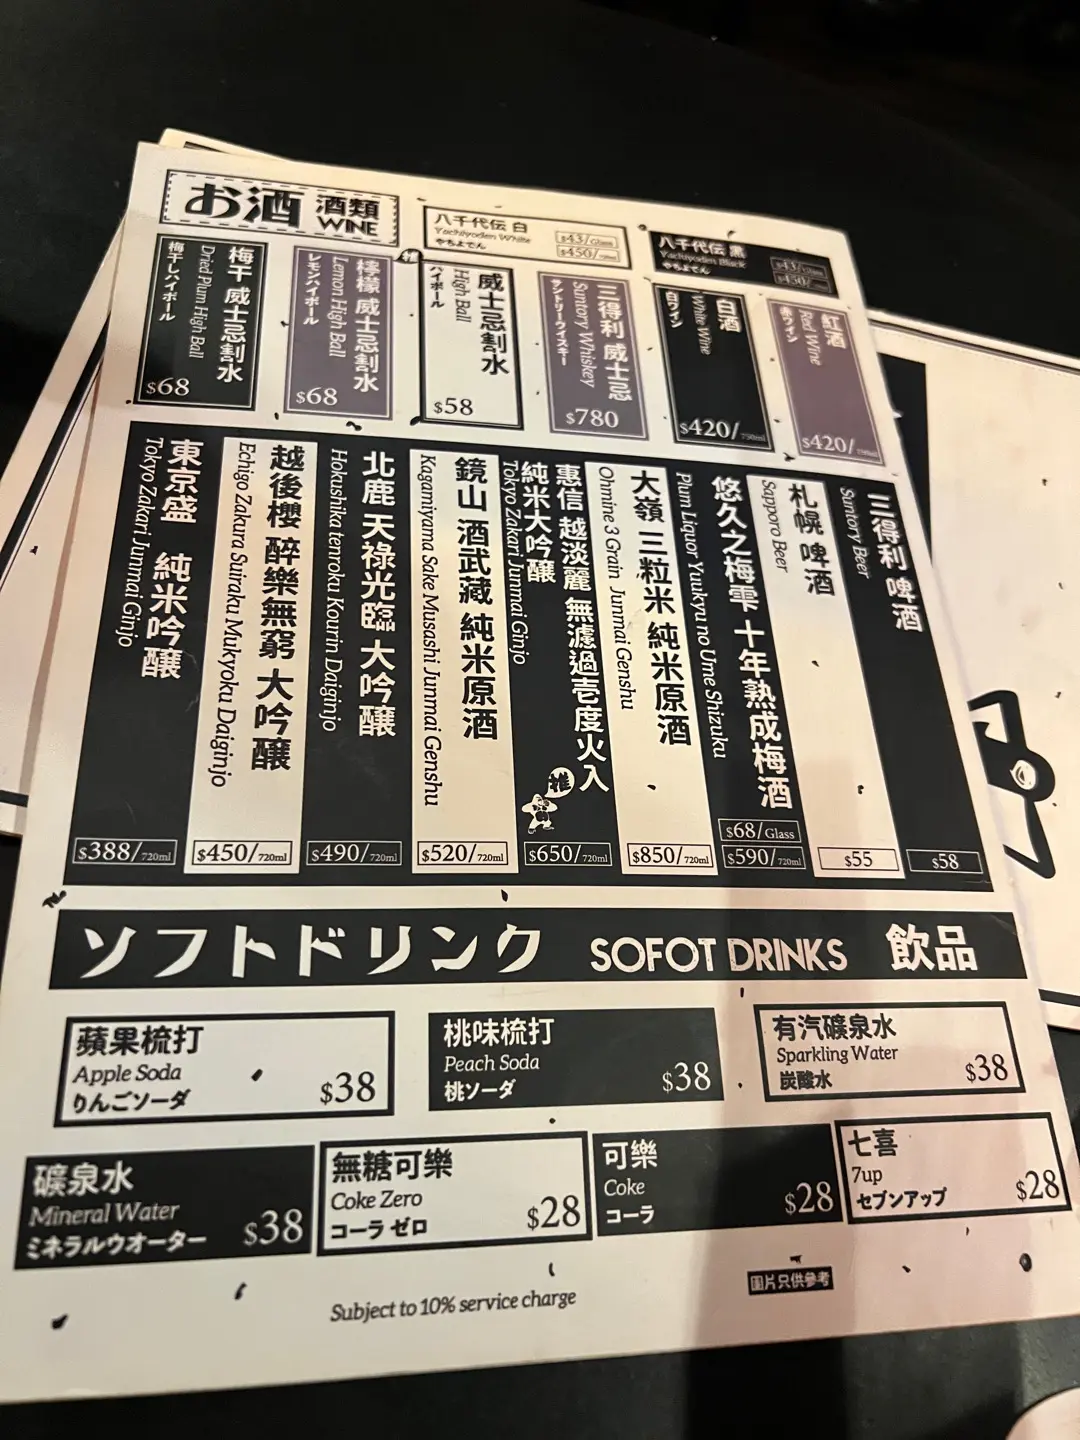 お酒 酒類
WINE
八千代伝 白
Yachiyoden White
やちよでん
$43/Glass
$450/
八千代伝 黒
Yachiyoden Black
やちよでん
梅干 威士忌割水
Dried Plum High Ball
梅干しハイボール
$68
檸檬 威士忌割水
Lemon High Ball
レモンハイボール
$68
推
威士忌割水
High Ball
ハイボール
$58
三得利 威士忌
Suntory Whiskey
サントリーウイスキー
$780
白酒
White Wine
白ワイン
$420/750ml
紅酒
Red Wine
赤ワイン
$420/750ml
東京盛 純米吟醸
Tokyo Zakari Junmai Ginjo
$388/720ml
越後櫻 醉樂無窮 大吟醸
Echigo Zakura Suiraku Mukyoku Daiginjo
$450/720ml
北鹿 天祿光臨 大吟醸
Hokushika tenroku Kourin Daiginjo
$490/720ml
鏡山 酒武蔵 純米原酒
Kagamiyama Sake Musashi Junmai Genshu
$520/720ml
惠信 越淡麗 無濾過壱度火入
純米大吟醸
Tokyo Zakari Junmai Ginjo
推
$650/720ml
大嶺 三粒米 純米原酒
Ohmine 3 Grain Junmai Genshu
$850/720ml
悠久之梅雫 十年熟成梅酒
Plum Liquor Yuukyu no Ume Shizuku
$68/Glass
$590/720ml
札幌 啤酒
Sapporo Beer
$55
三得利 啤酒
Suntory Beer
$58
ソフトドリンク SOFOT DRINKS 飲品
蘋果梳打
Apple Soda
りんごソーダ
$38
桃味梳打
Peach Soda
桃ソーダ
$38
有汽礦泉水
Sparkling Water
炭酸水
$38
礦泉水
Mineral Water
ミネラルウオーター
$38
無糖可樂
Coke Zero
コーラ ゼロ
$28
可樂
Coke
コーラ
$28
七喜
7up
セブンアップ
$28
圖片只供參考
Subject to 10% service charge